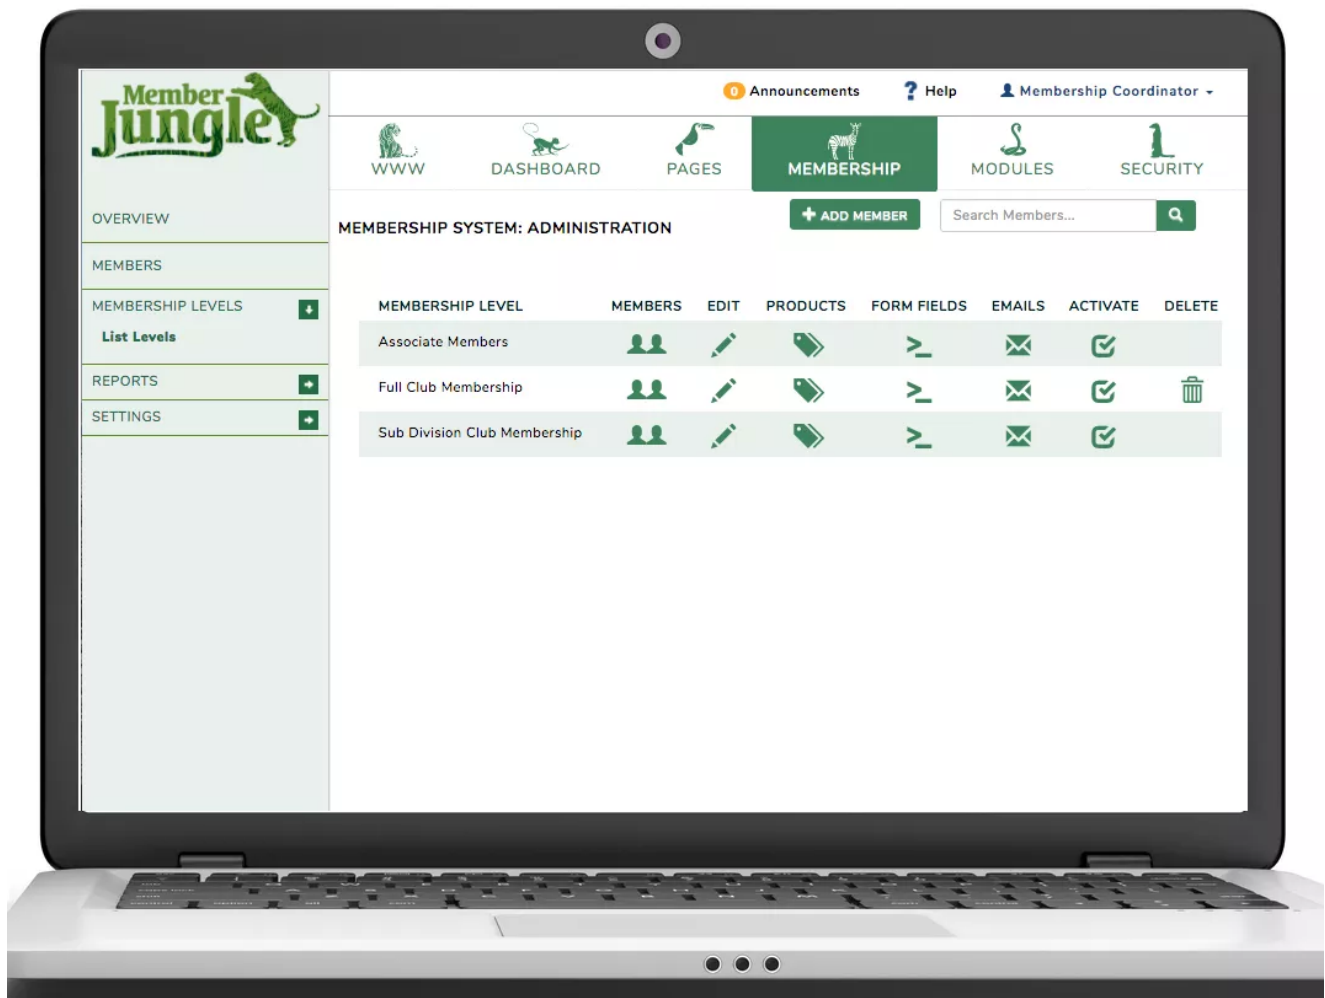 Member
Jungle
0 Announcements
? Help
Membership Coordinator
WWW
DASHBOARD
PAGES
MEMBERSHIP
MODULES
SECURITY
OVERVIEW
MEMBERS
MEMBERSHIP LEVELS
List Levels
REPORTS
SETTINGS
MEMBERSHIP SYSTEM: ADMINISTRATION
+ ADD MEMBER
Search Members...
MEMBERSHIP LEVEL MEMBERS EDIT PRODUCTS FORM FIELDS EMAILS ACTIVATE DELETE
Associate Members
Full Club Membership
Sub Division Club Membership